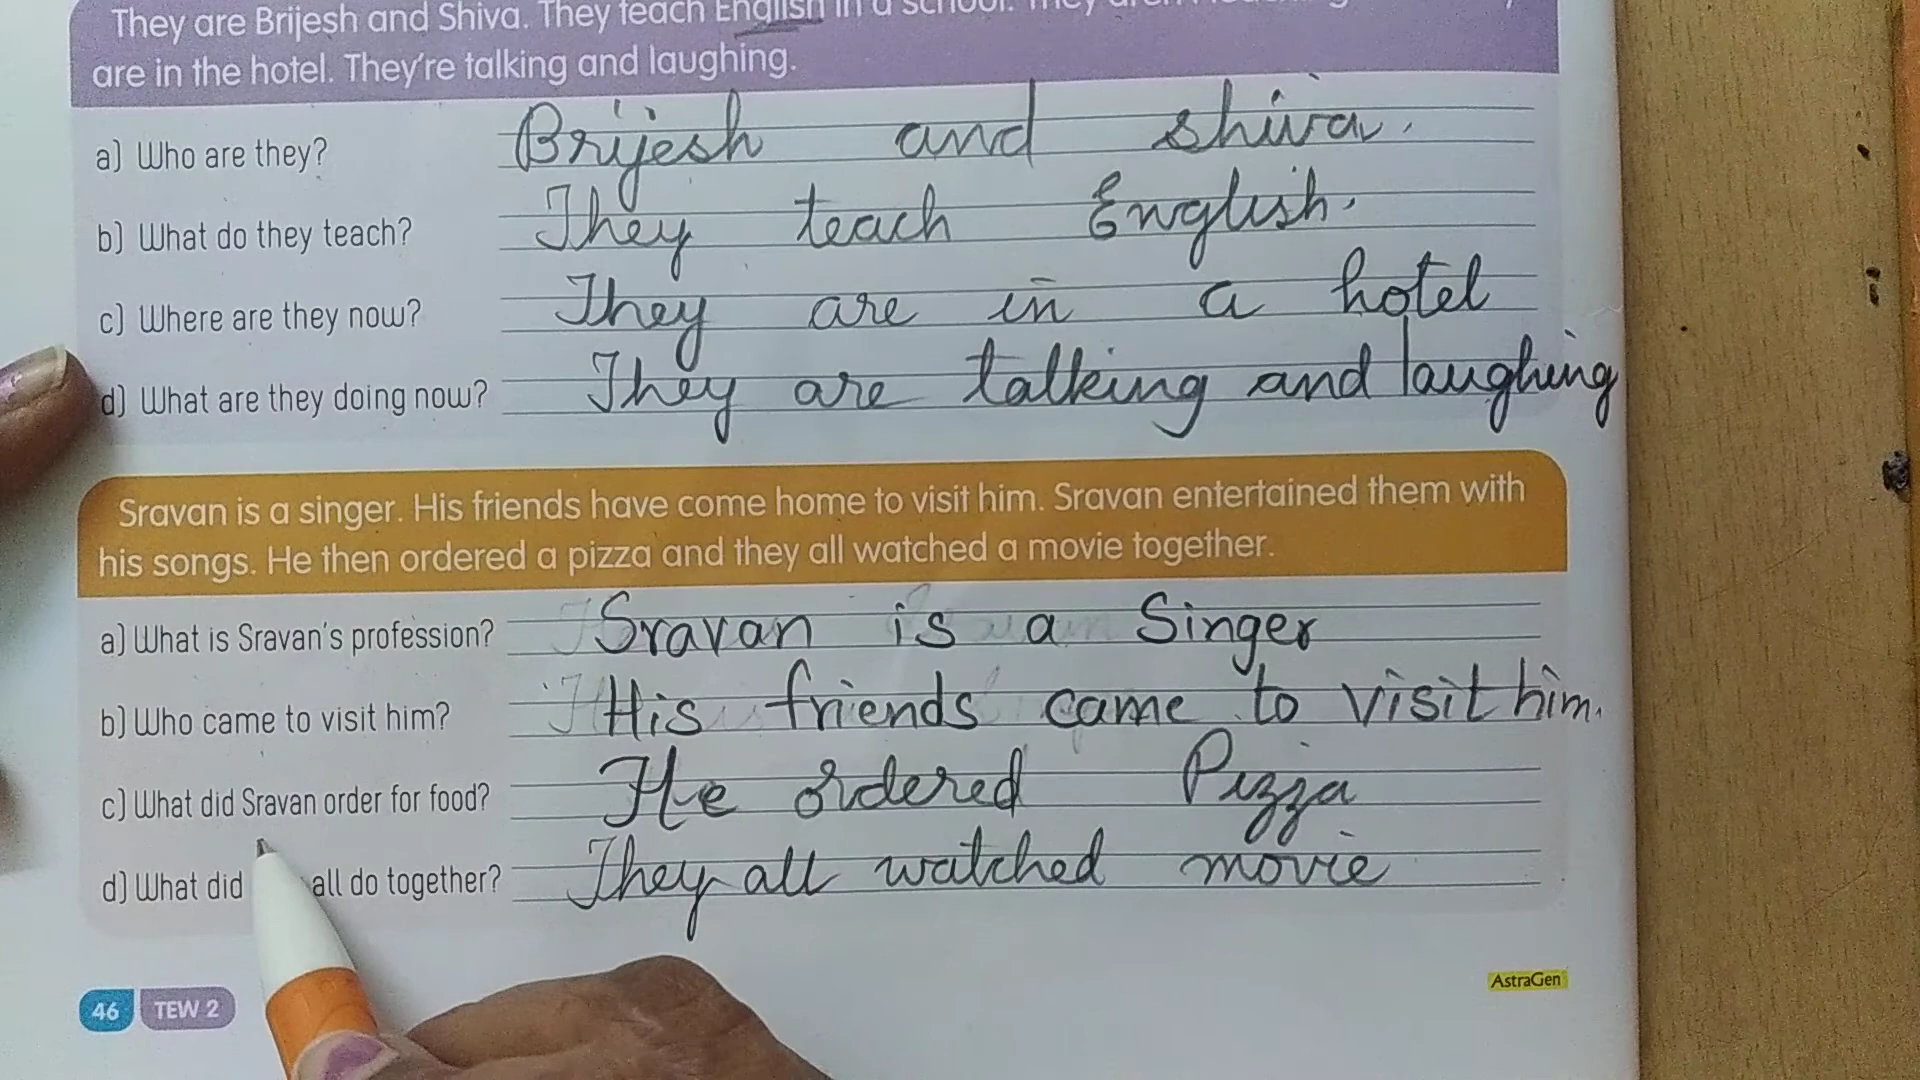 They are Brijesh and Shiva. They teach English in a school. They aren't
are in the hotel. They're talking and laughing.
a) Who are they? Brijesh and shiva.
b) What do they teach? They teach English.
c) Where are they now? They are in a hotel
d) What are they doing now? They are talking and laughing
Sravan is a singer. His friends have come home to visit him. Sravan entertained them with
his songs. He then ordered a pizza and they all watched a movie together.
a) What is Sravan's profession? Sravan is a Singer
b) Who came to visit him? His friends came to visit him.
c) What did Sravan order for food? He ordered Pizza
d) What did all do together? They all watched movie
46 TEW 2
AstraGen